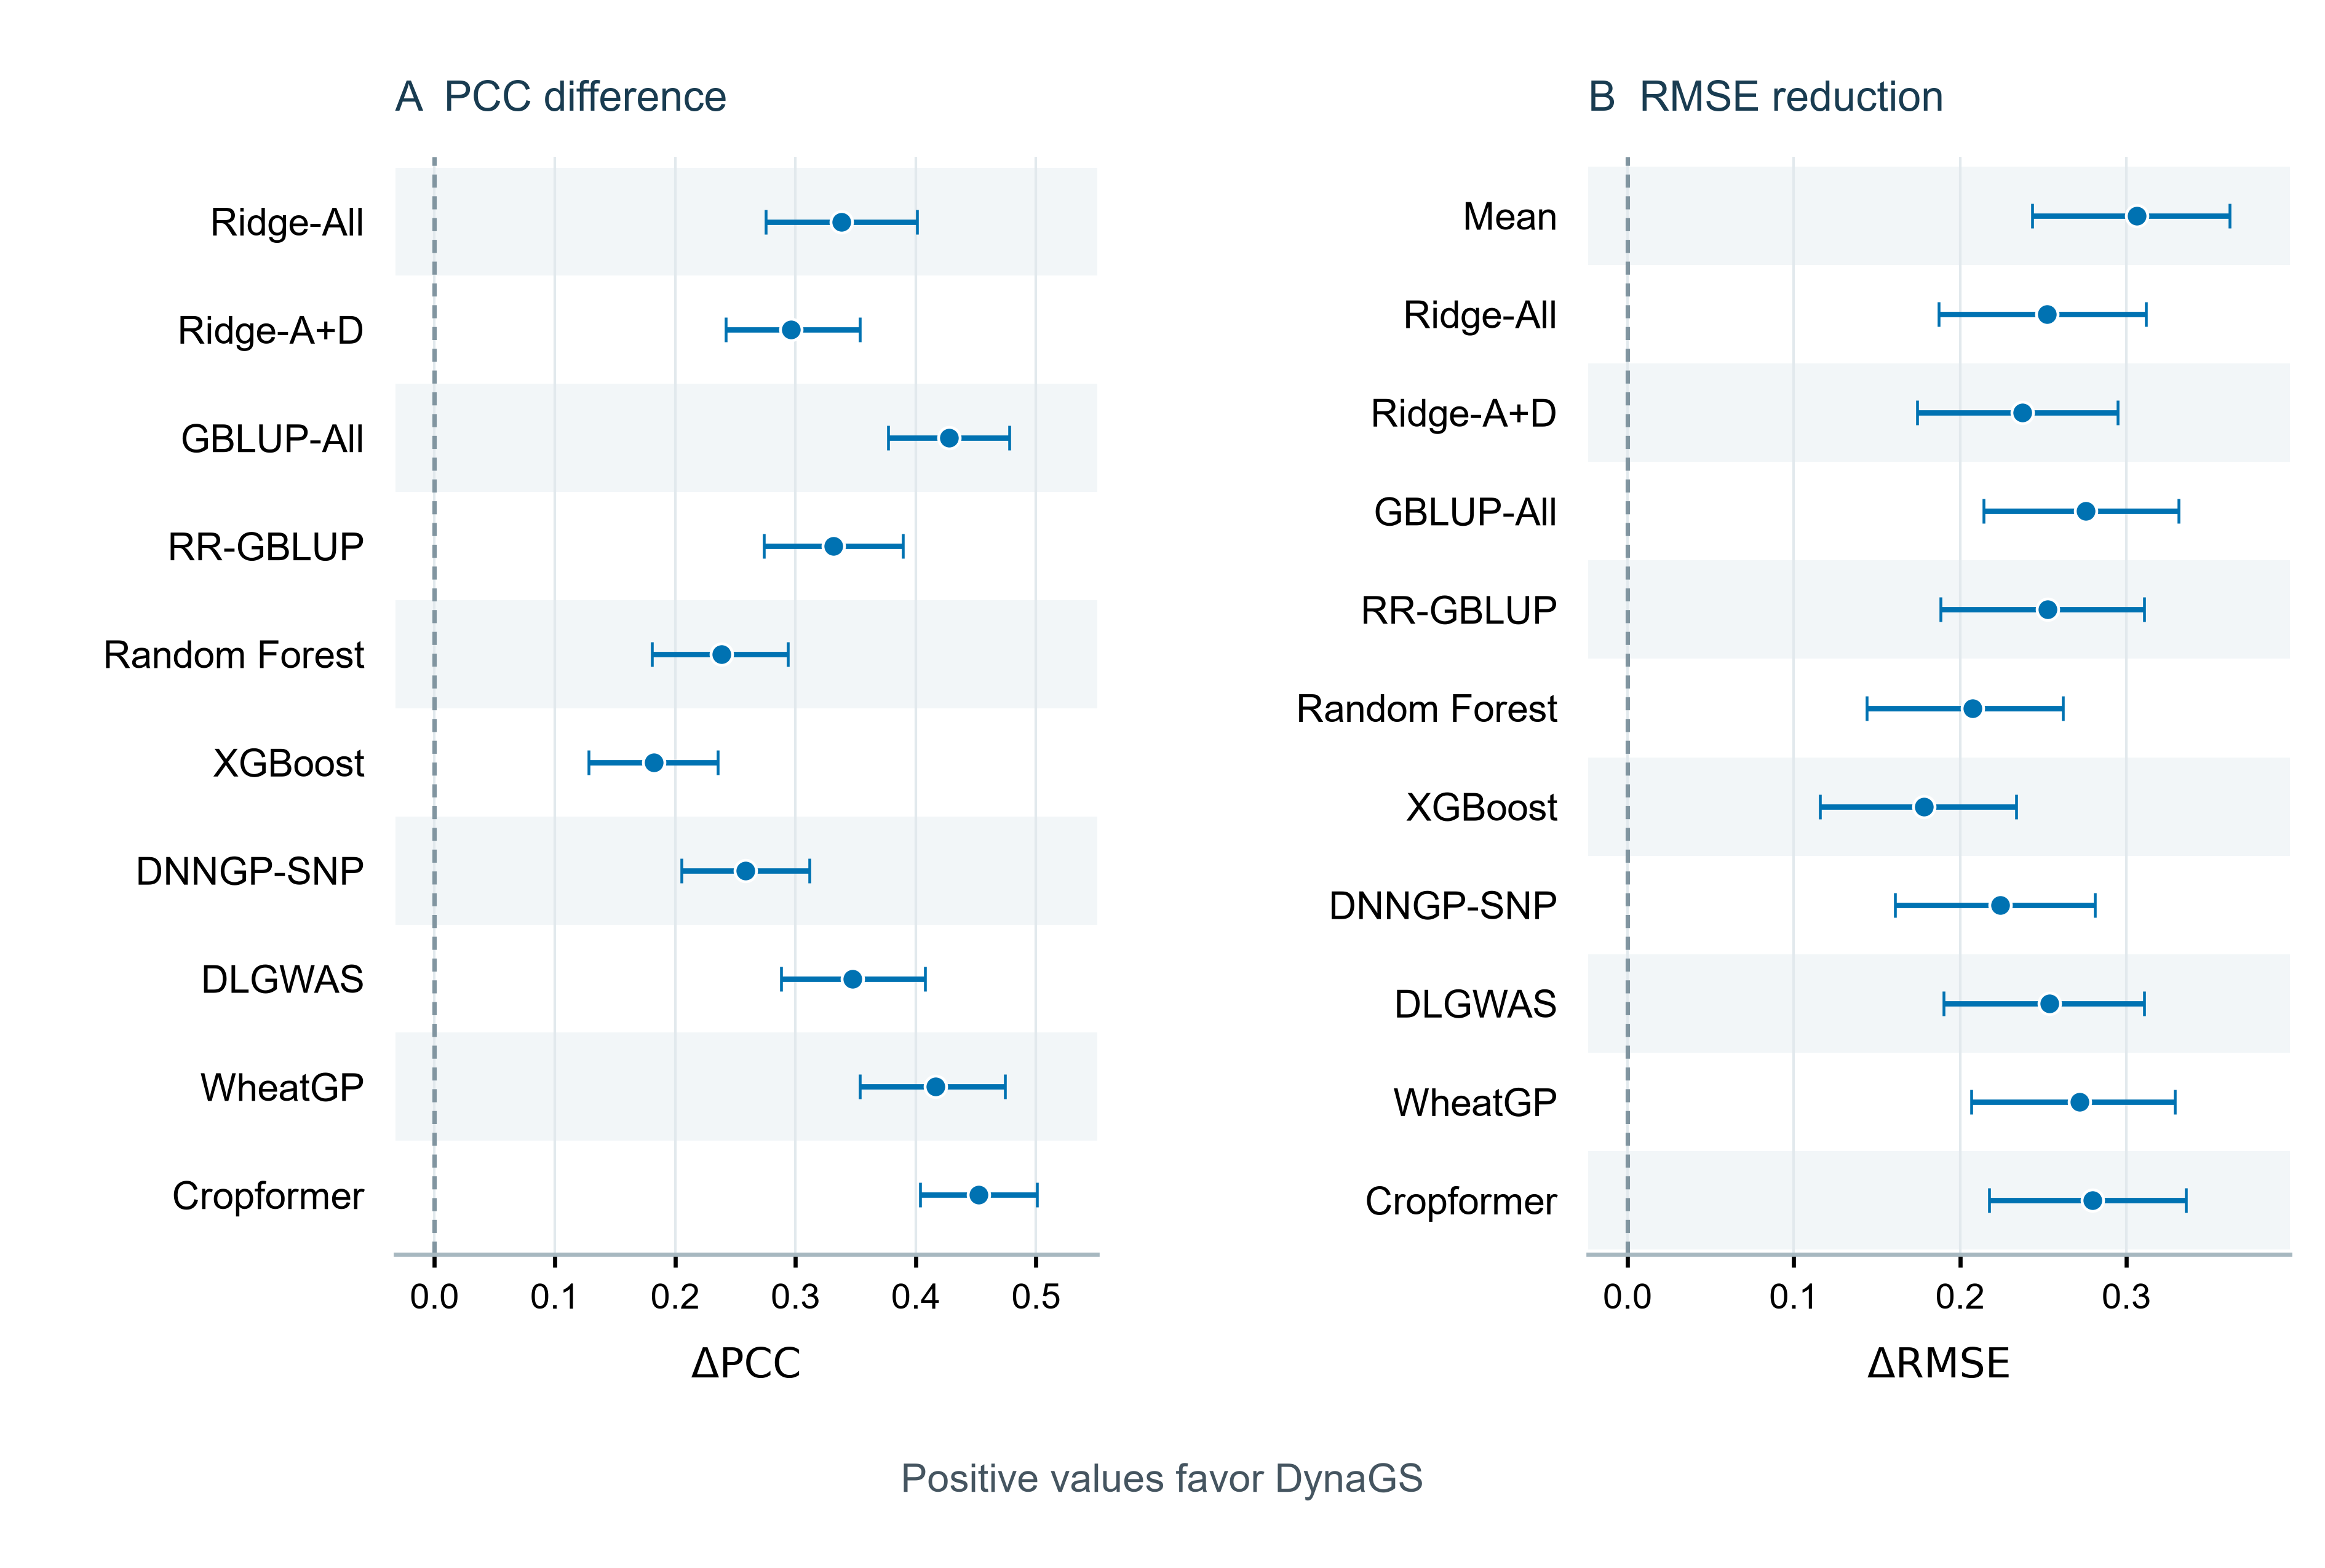 A PCC difference
Ridge-All
Ridge-A+D
GBLUP-All
RR-GBLUP
Random Forest
XGBoost
DNNGP-SNP
DLGWAS
WheatGP
Cropformer
0.0 0.1 0.2 0.3 0.4 0.5
ΔPCC
B RMSE reduction
Mean
Ridge-All
Ridge-A+D
GBLUP-All
RR-GBLUP
Random Forest
XGBoost
DNNGP-SNP
DLGWAS
WheatGP
Cropformer
0.0 0.1 0.2 0.3
ΔRMSE
Positive values favor DynaGS